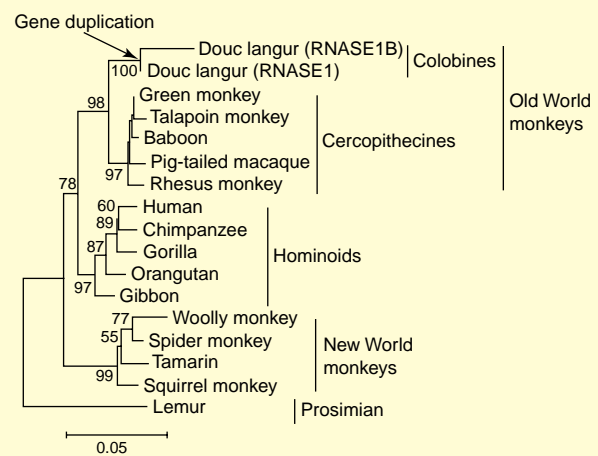 Gene duplication
Douc langur (RNASE1B)
100
Douc langur (RNASE1)
Colobines
98
Green monkey
Talapoin monkey
Baboon
Pig-tailed macaque
97
Rhesus monkey
Cercopithecines
Old World
monkeys
78
60
Human
89
Chimpanzee
87
Gorilla
Orangutan
97
Gibbon
Hominoids
77
Woolly monkey
55
Spider monkey
Tamarin
99
Squirrel monkey
New World
monkeys
Lemur
Prosimian
0.05